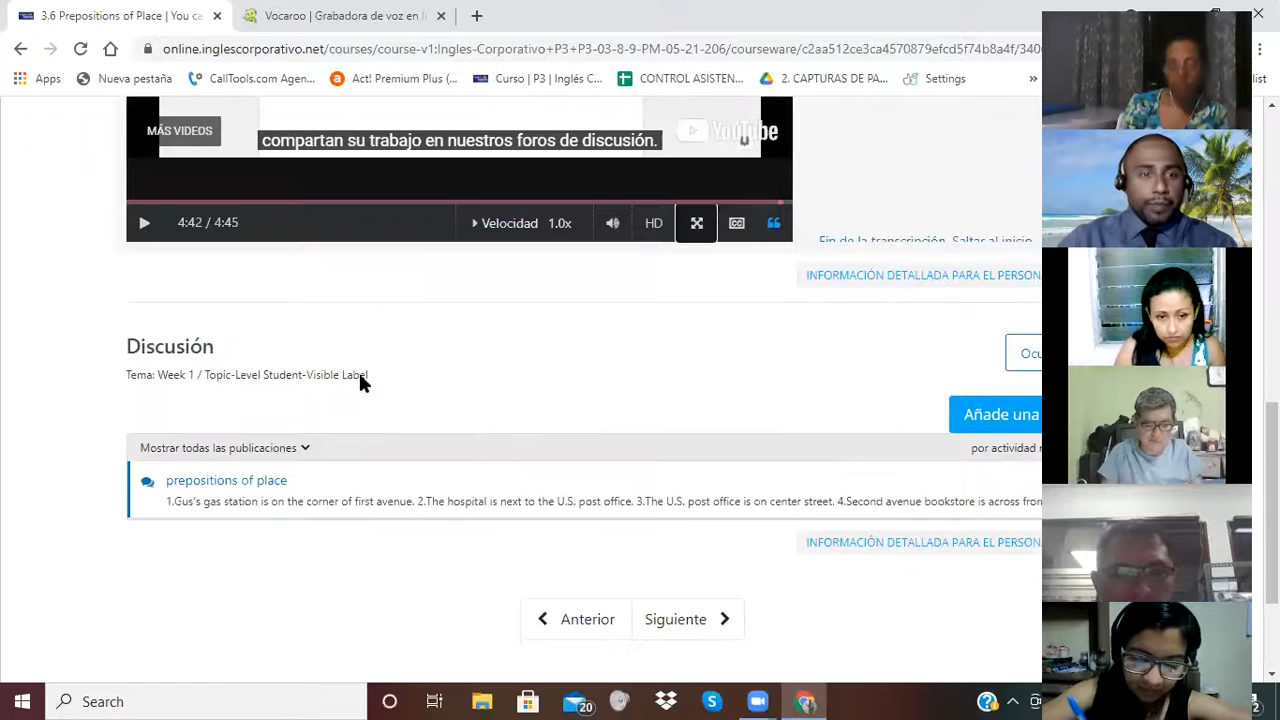 3.6 Prepositions of Place | You ca
Vocaroo | Grabadora de voz en l
online.inglescorporativo.net/courses/course-v1:Ingles-Corporativo+P3+P3-03-8-9-PM-05-21-206/courseware/c2aa512ce3ca4570879efcd5f74b8a4f/340
Apps
Nueva pestaña
CallTools.com Agen...
Act! Premium Plus (...
Curso | P3 | Inglés C...
CONTROL ASISTEN...
2. CAPTURAS DE PA...
Settings
»
MÁS VIDEOS
compartan su trabajo en nuestros foros de discusión.
YouTube
4:42 / 4:45
Velocidad 1.0x
HD
CC
Fin de la transcripción. Saltar al inicio
INFORMACIÓN DETALLADA PARA EL PERSON
Discusión
Tema: Week 1 / Topic-Level Student-Visible Label
Ocu
Añade una
Mostrar todas las publicaciones
por actividad r
prepositions of place
1.Gus's gas station is on the corner of first avenue. 2.The hospital is next to the U.S. post office. 3.The U.S. post office is on center street. 4.Second avenue bookstore is across fron
INFORMACIÓN DETALLADA PARA EL PERSON
Anterior
Siguiente
Search
20